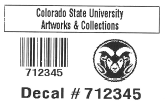 Colorado State University
Artworks & Collections
712345
Decal # 712345